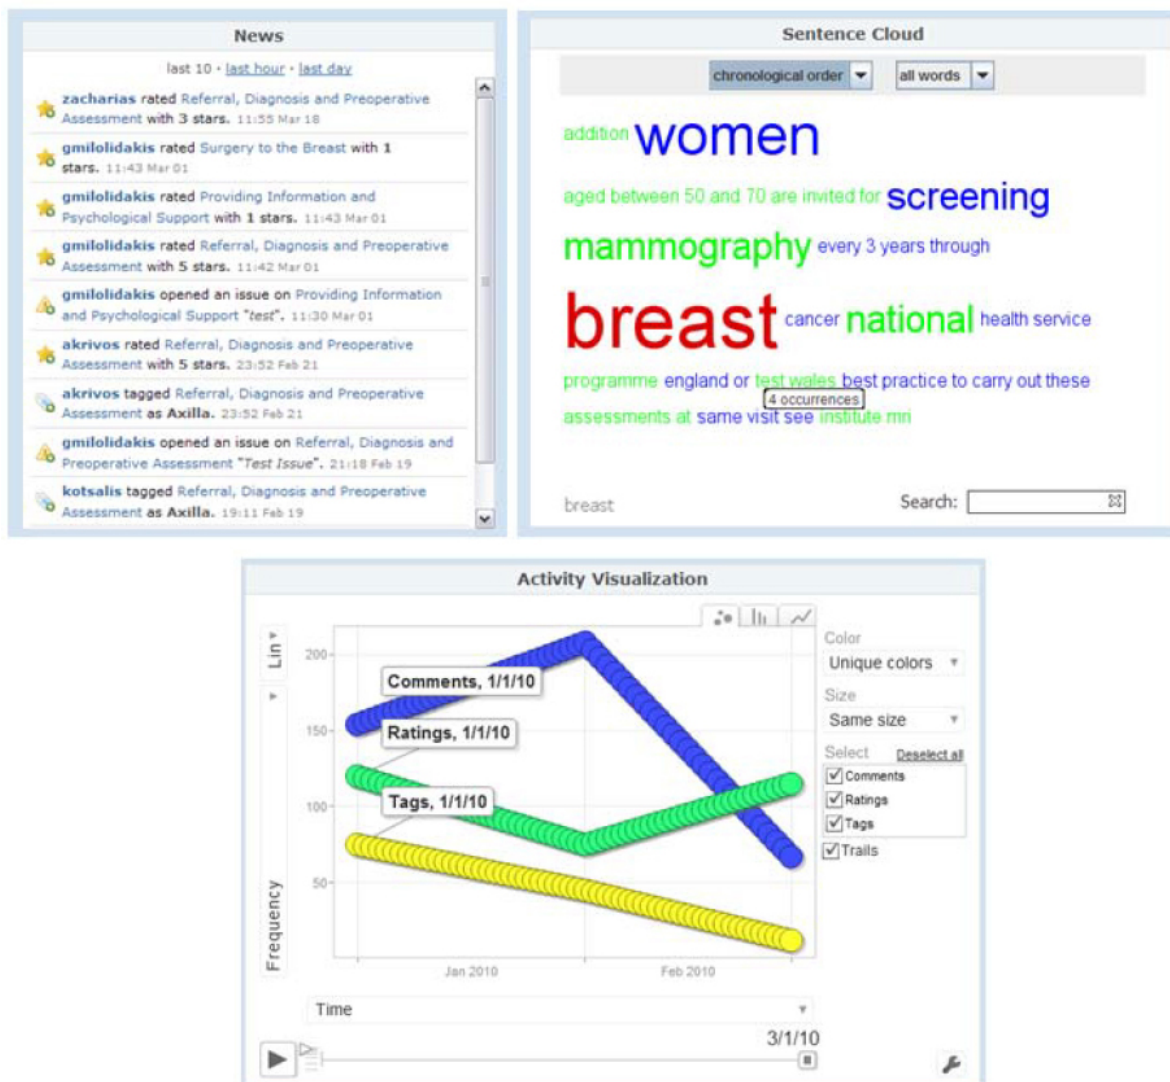 News
last 10 · last hour · last day
zacharias rated Referral, Diagnosis and Preoperative
Assessment with 3 stars. 11:55 Mar 18
gmilolidakis rated Surgery to the Breast with 1
stars. 11:43 Mar 01
gmilolidakis rated Providing Information and
Psychological Support with 1 stars. 11:43 Mar 01
gmilolidakis rated Referral, Diagnosis and Preoperative
Assessment with 5 stars. 11:42 Mar 01
gmilolidakis opened an issue on Providing Information
and Psychological Support "test". 11:30 Mar 01
akrivos rated Referral, Diagnosis and Preoperative
Assessment with 5 stars. 23:52 Feb 21
akrivos tagged Referral, Diagnosis and Preoperative
Assessment as Axilla. 23:52 Feb 21
gmilolidakis opened an issue on Referral, Diagnosis and
Preoperative Assessment "Test Issue". 21:18 Feb 19
kotsalis tagged Referral, Diagnosis and Preoperative
Assessment as Axilla. 19:11 Feb 19
Sentence Cloud
chronological order all words
addition women
aged between 50 and 70 are invited for screening
mammography every 3 years through
breast cancer national health service
programme england or test wales best practice to carry out these
4 occurrences
assessments at same visit see institute mri
breast Search:
Activity Visualization
Lin
Frequency
200
150
100
50
Comments, 1/1/10
Ratings, 1/1/10
Tags, 1/1/10
Jan 2010 Feb 2010
Time
3/1/10
Color
Unique colors
Size
Same size
Select Deselect all
Comments
Ratings
Tags
Trails